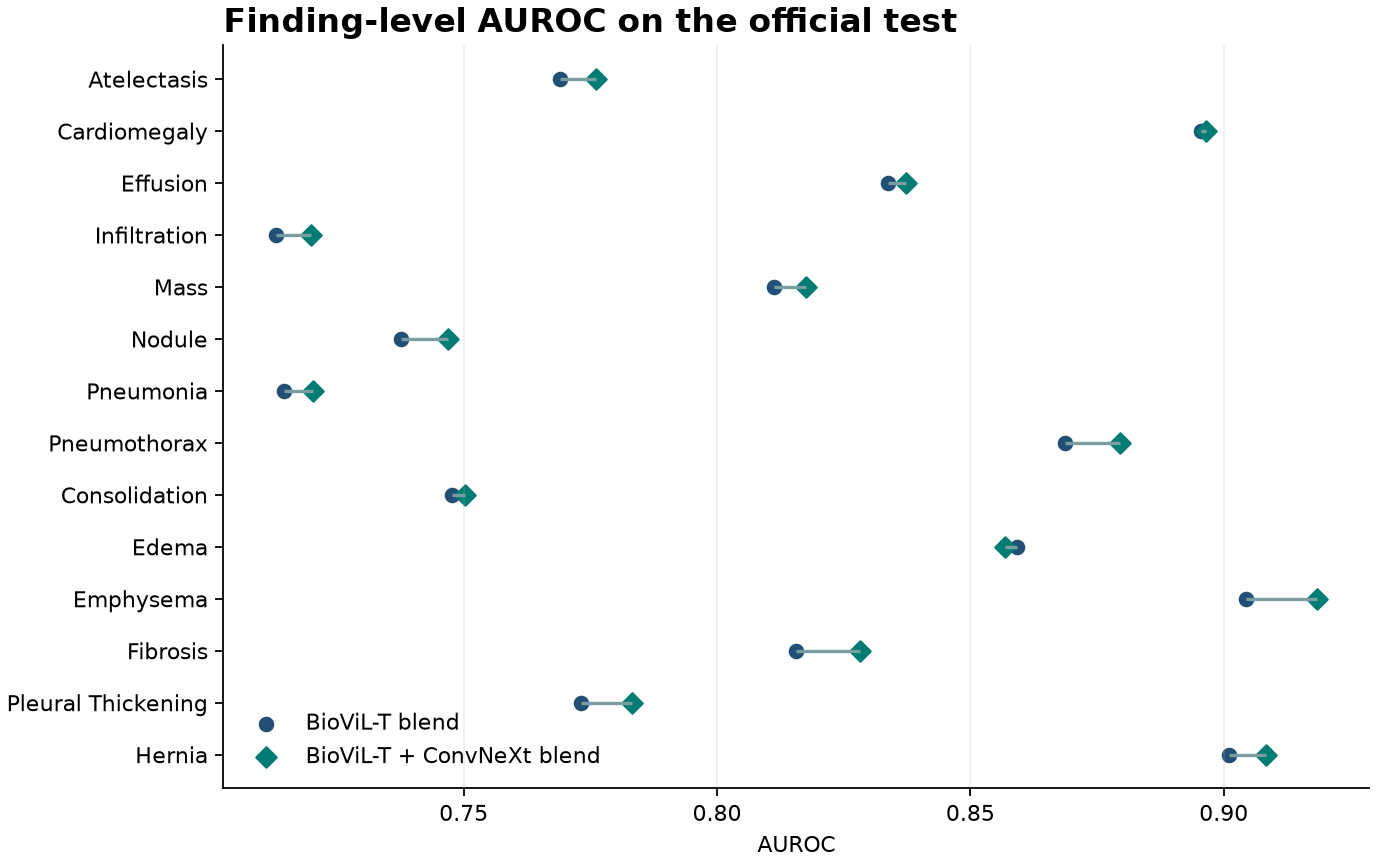 Finding-level AUROC on the official test
Atelectasis
Cardiomegaly
Effusion
Infiltration
Mass
Nodule
Pneumonia
Pneumothorax
Consolidation
Edema
Emphysema
Fibrosis
Pleural Thickening
Hernia
BioViL-T blend
BioViL-T + ConvNeXt blend
0.75 0.80 0.85 0.90
AUROC